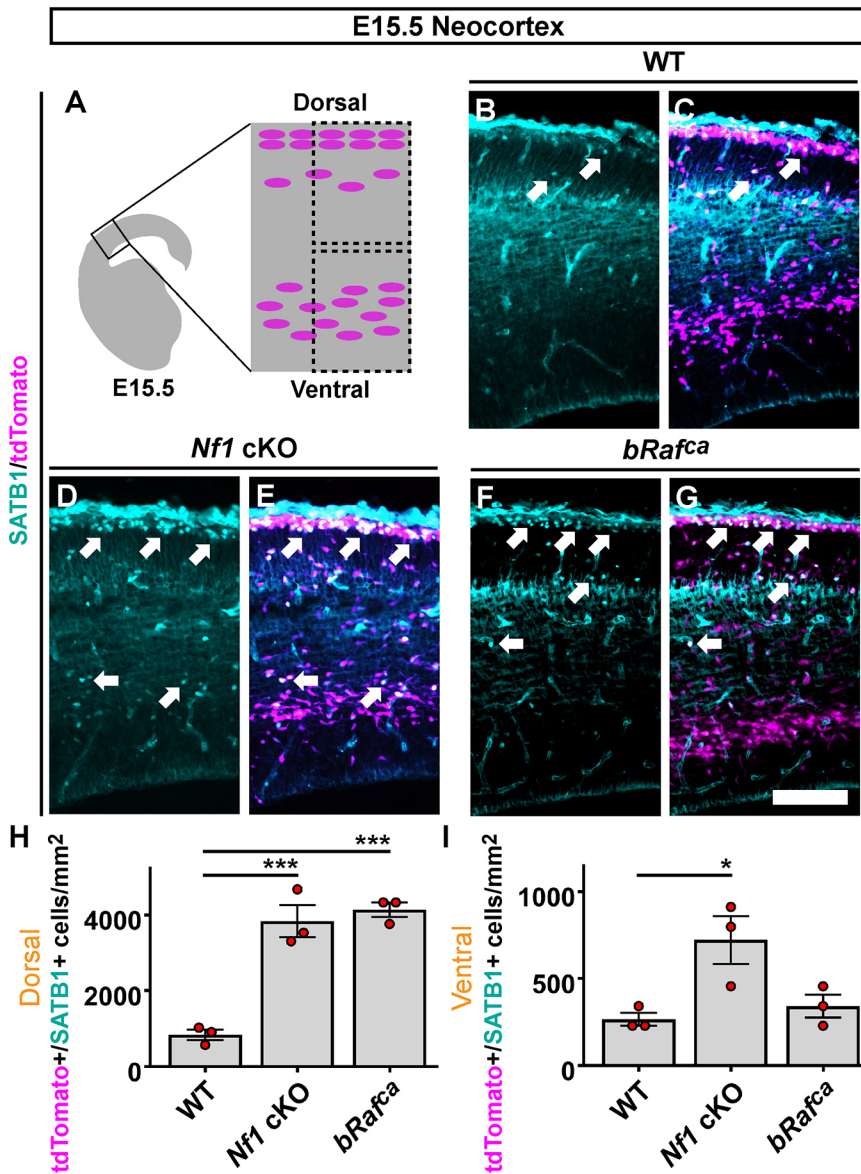 E15.5 Neocortex
WT
A
Dorsal
Ventral
E15.5
B
C
SATB1/tdTomato
Nf1 cKO
bRafca
D
E
F
G
H
Dorsal
tdTomato+/SATB1+ cells/mm2
***
***
4000
2000
0
WT
Nf1 cKO
bRafca
I
Ventral
tdTomato+/SATB1+ cells/mm2
*
1000
500
0
WT
Nf1 cKO
bRafca